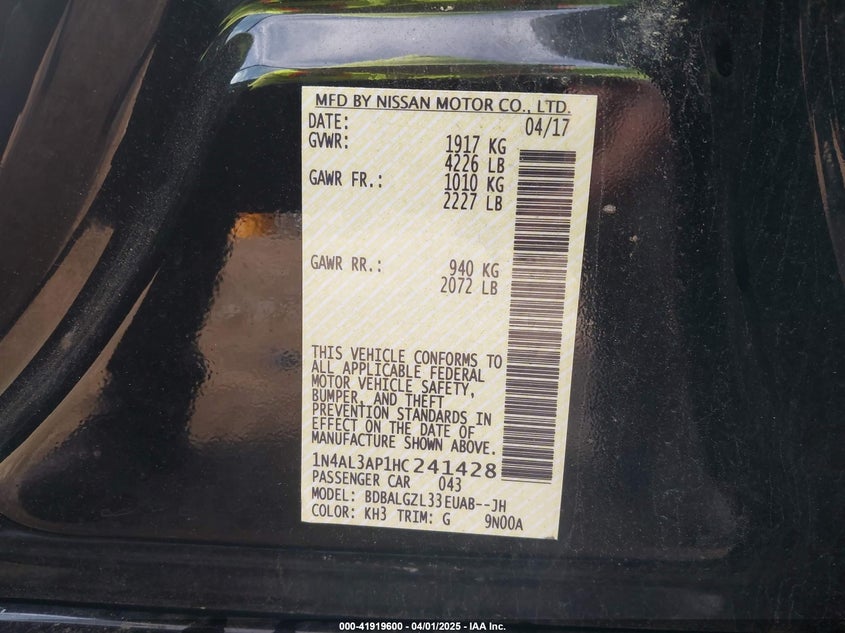 MFD BY NISSAN MOTOR CO., LTD.
DATE: 04/17
GVWR: 1917 KG
4226 LB
GAWR FR.: 1010 KG
2227 LB
GAWR RR.: 940 KG
2072 LB
THIS VEHICLE CONFORMS TO
ALL APPLICABLE FEDERAL
MOTOR VEHICLE SAFETY,
BUMPER, AND THEFT
PREVENTION STANDARDS IN
EFFECT ON THE DATE OF
MANUFACTURE SHOWN ABOVE.
1N4AL3AP1HC241428
PASSENGER CAR 043
MODEL: BDBALGZL33EUAB--JH
COLOR: KH3 TRIM: G 9N00A
000-41919600 - 04/01/2025 - IAA Inc.